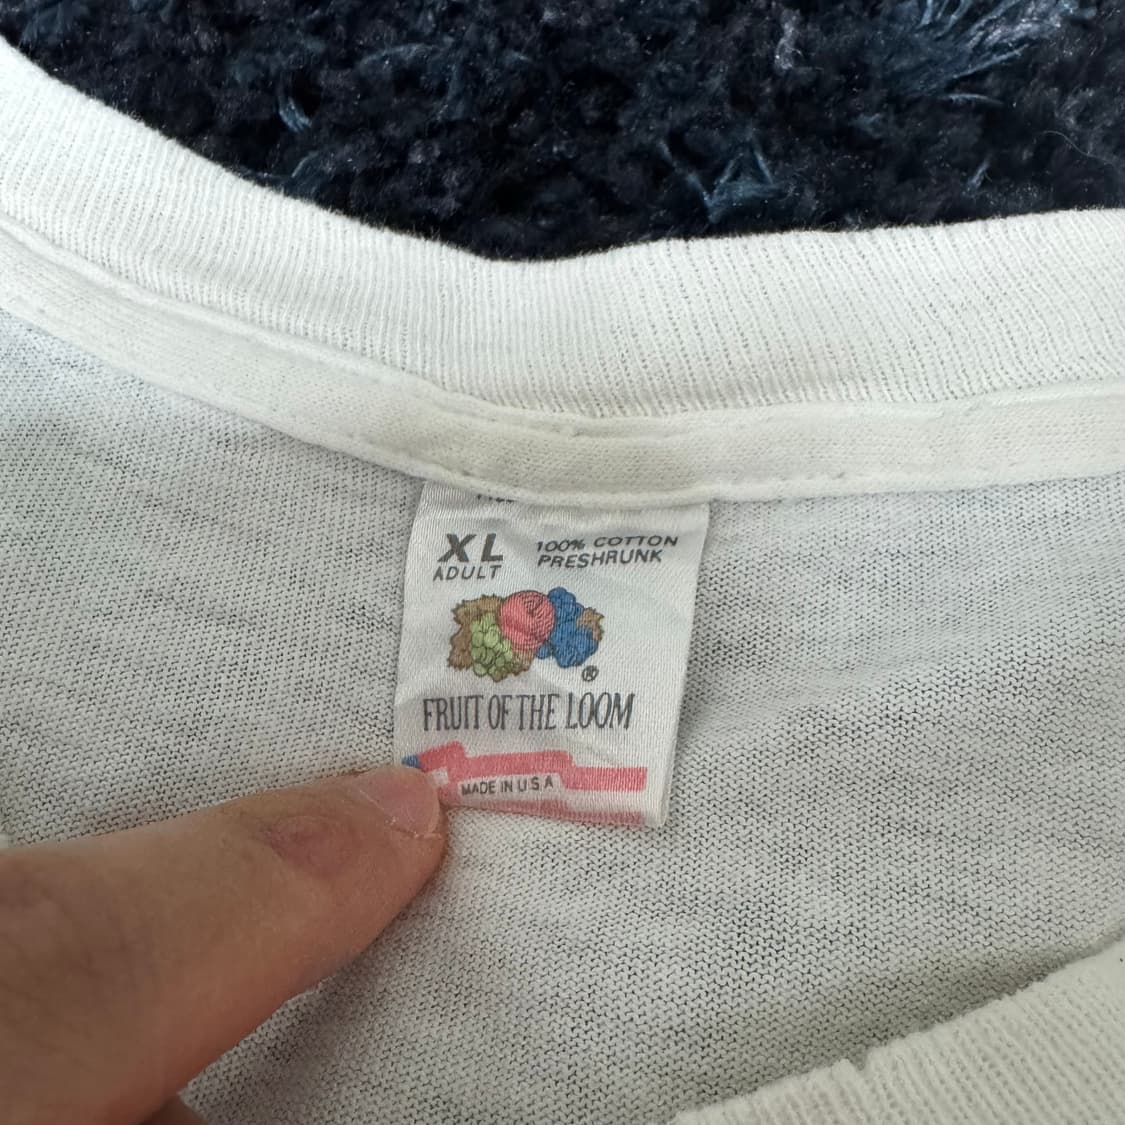 XL
ADULT
100% COTTON
PRESHRUNK
®
FRUIT OF THE LOOM
MADE IN U.S.A